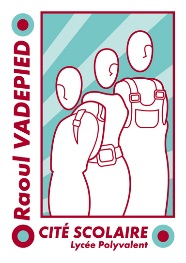 Raoul VADEPIED
CITÉ SCOLAIRE
Lycée Polyvalent